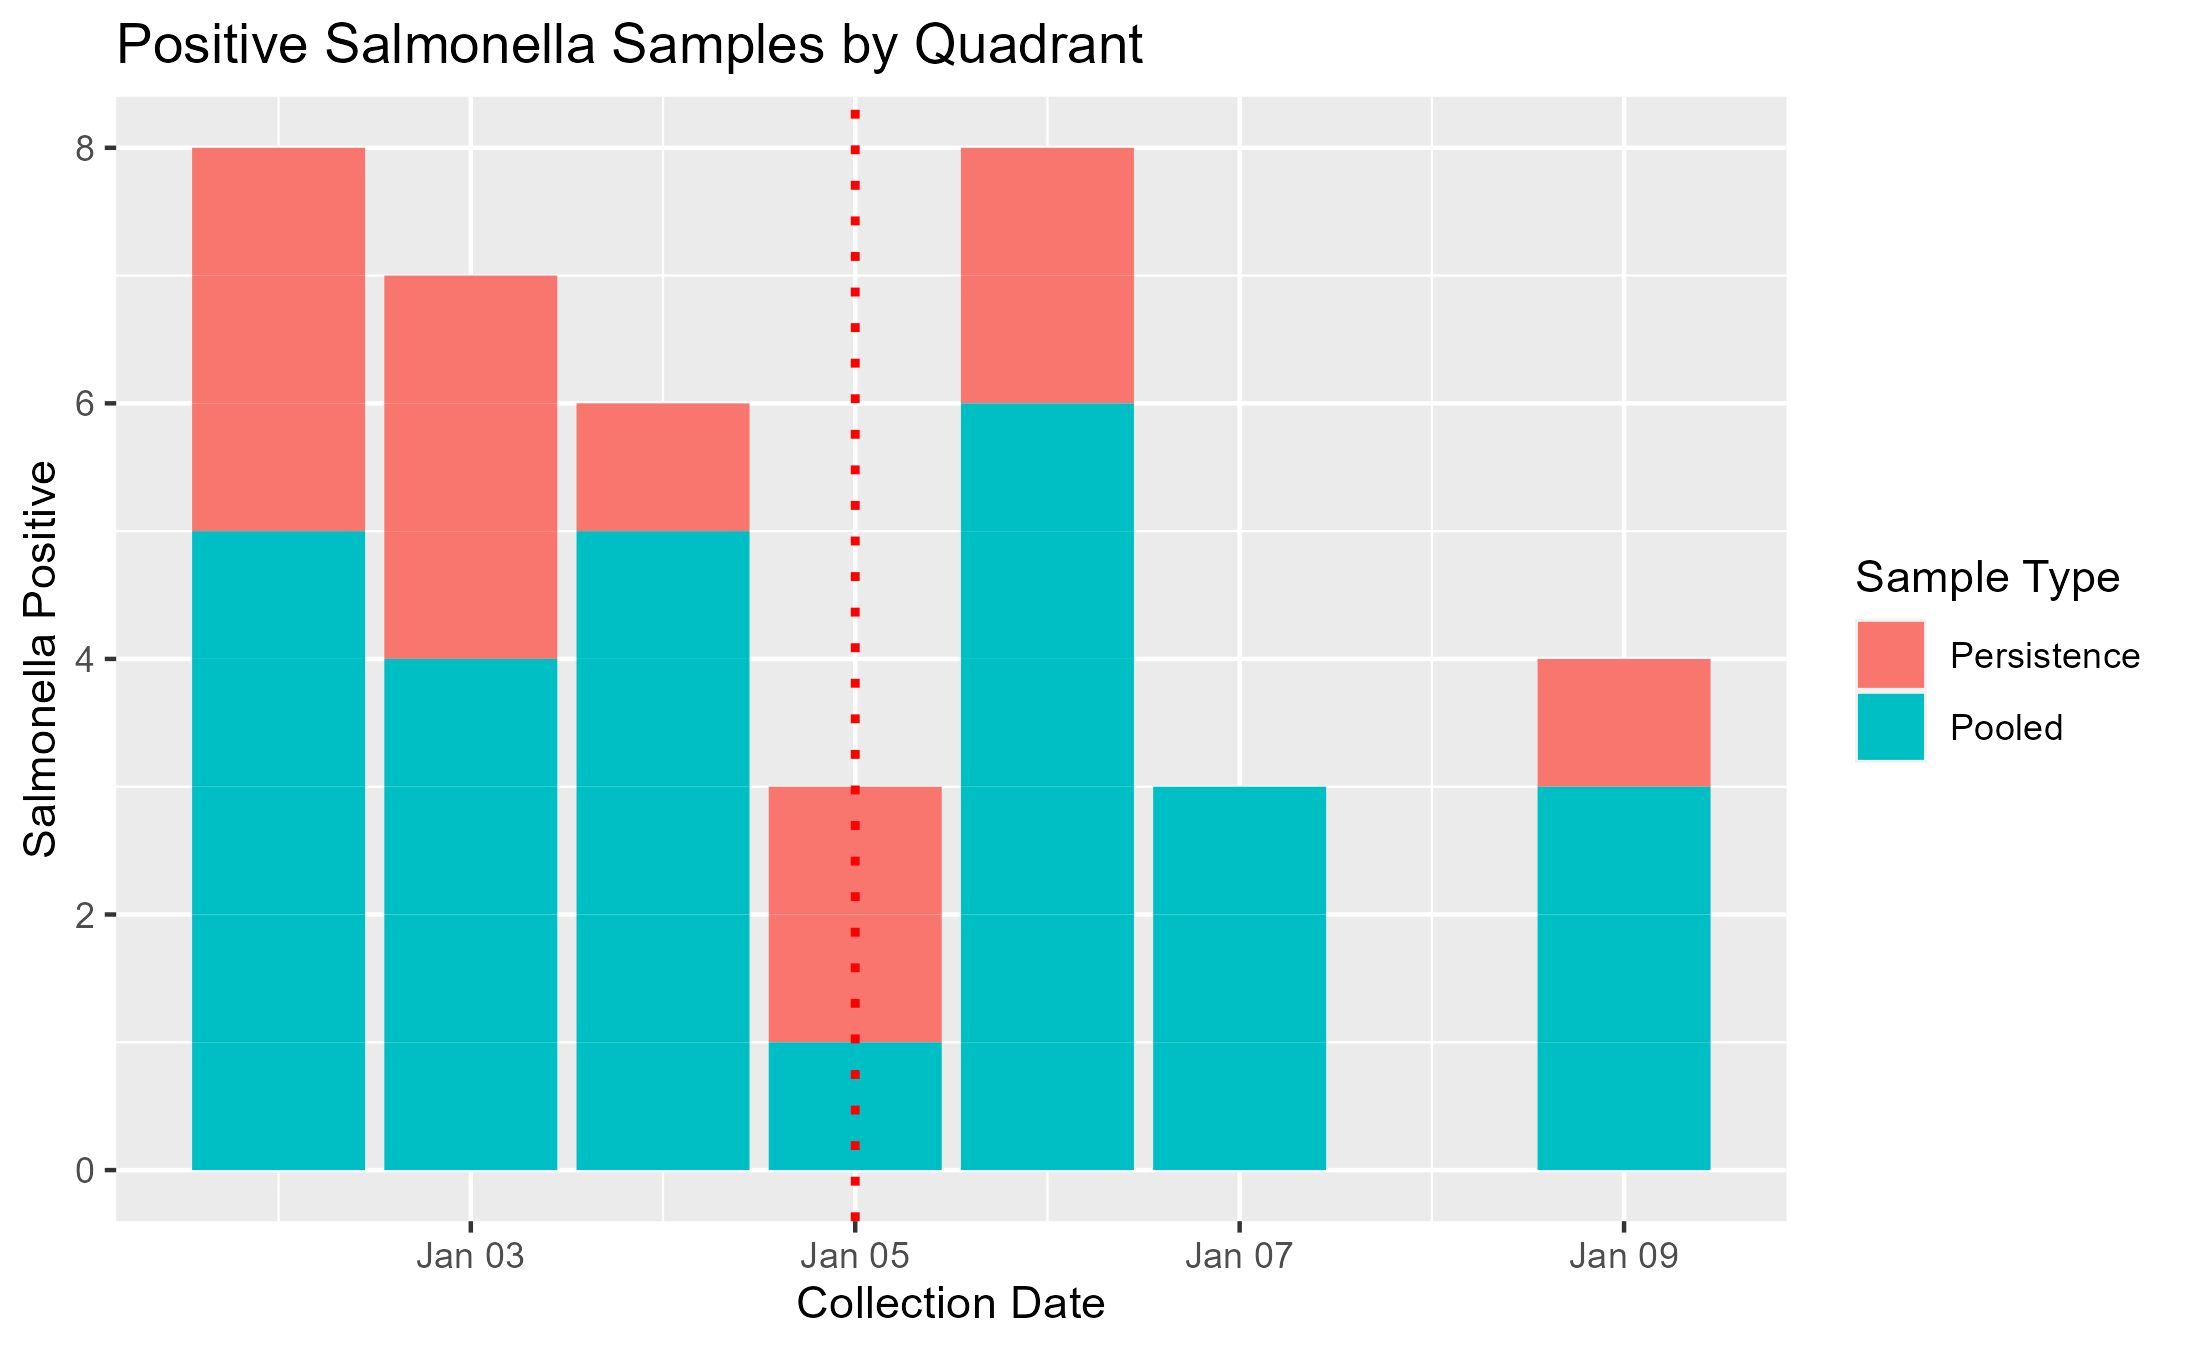 Positive Salmonella Samples by Quadrant
Salmonella Positive
8
6
4
2
0
Jan 03 Jan 05 Jan 07 Jan 09
Collection Date
Sample Type
Persistence
Pooled